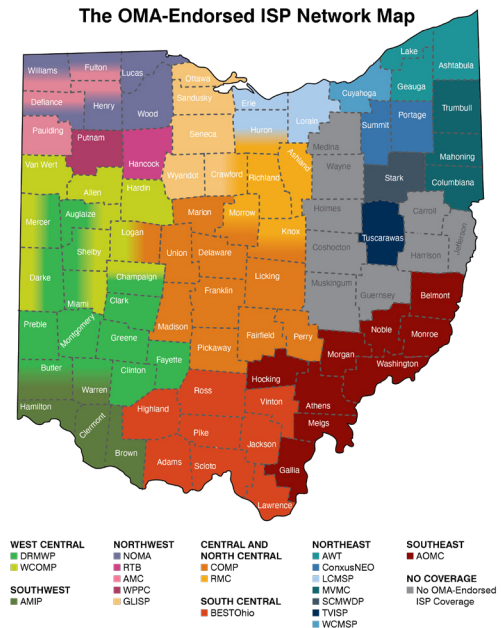 The OMA-Endorsed ISP Network Map
Williams
Fulton
Lucas
Ottawa
Lake
Ashtabula
Defiance
Henry
Wood
Sandusky
Erie
Cuyahoga
Geauga
Trumbull
Paulding
Putnam
Hancock
Seneca
Huron
Lorain
Medina
Summit
Portage
Mahoning
Van Wert
Allen
Hardin
Wyandot
Crawford
Richland
Ashland
Wayne
Stark
Columbiana
Mercer
Auglaize
Logan
Marion
Morrow
Knox
Holmes
Tuscarawas
Carroll
Jefferson
Shelby
Union
Delaware
Coshocton
Harrison
Darke
Miami
Champaign
Clark
Franklin
Licking
Muskingum
Guernsey
Belmont
Preble
Montgomery
Greene
Madison
Pickaway
Fairfield
Perry
Morgan
Noble
Monroe
Butler
Warren
Clinton
Fayette
Hocking
Washington
Hamilton
Clermont
Brown
Highland
Ross
Vinton
Athens
Meigs
Pike
Jackson
Adams
Scioto
Gallia
Lawrence
WEST CENTRAL
DRMWP
WCOMP
SOUTHWEST
AMIP
NORTHWEST
NOMA
RTB
AMC
WPPC
GLISP
CENTRAL AND
NORTH CENTRAL
COMP
RMC
SOUTH CENTRAL
BESTOhio
NORTHEAST
AWT
ConxusNEO
LCMSP
MVMC
SCMWDP
TVISP
WCMSP
SOUTHEAST
AOMC
NO COVERAGE
No OMA-Endorsed
ISP Coverage